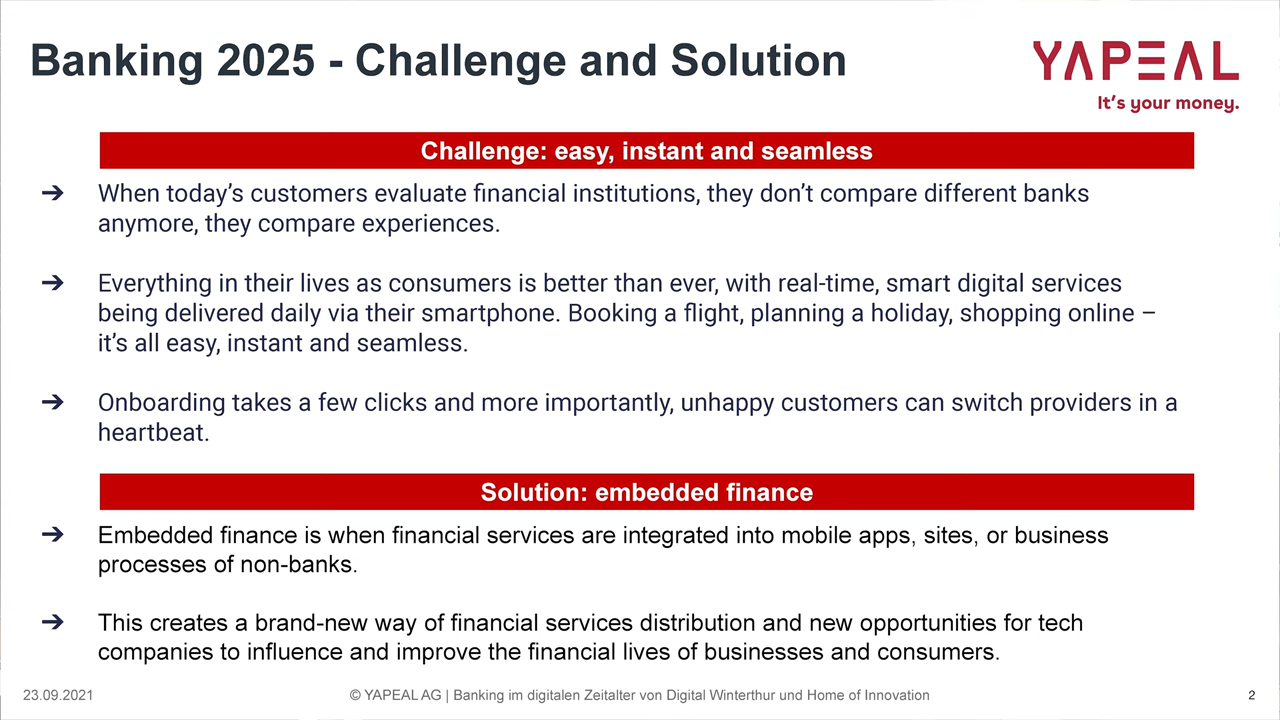 Banking 2025 - Challenge and Solution
YAPEAL
It's your money.
Challenge: easy, instant and seamless
➔ When today’s customers evaluate financial institutions, they don’t compare different banks
anymore, they compare experiences.
➔ Everything in their lives as consumers is better than ever, with real-time, smart digital services
being delivered daily via their smartphone. Booking a flight, planning a holiday, shopping online –
it’s all easy, instant and seamless.
➔ Onboarding takes a few clicks and more importantly, unhappy customers can switch providers in a
heartbeat.
Solution: embedded finance
➔ Embedded finance is when financial services are integrated into mobile apps, sites, or business
processes of non-banks.
➔ This creates a brand-new way of financial services distribution and new opportunities for tech
companies to influence and improve the financial lives of businesses and consumers.
23.09.2021
© YAPEAL AG | Banking im digitalen Zeitalter von Digital Winterthur und Home of Innovation
2